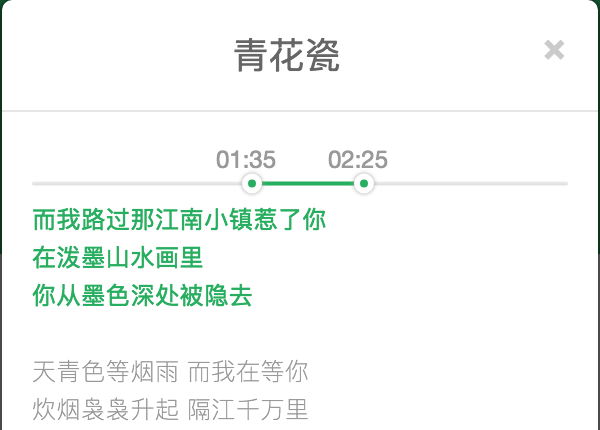 青花瓷
×
01:35 02:25
而我路过那江南小镇惹了你
在泼墨山水画里
你从墨色深处被隐去
天青色等烟雨 而我在等你
炊烟袅袅升起 隔江千万里